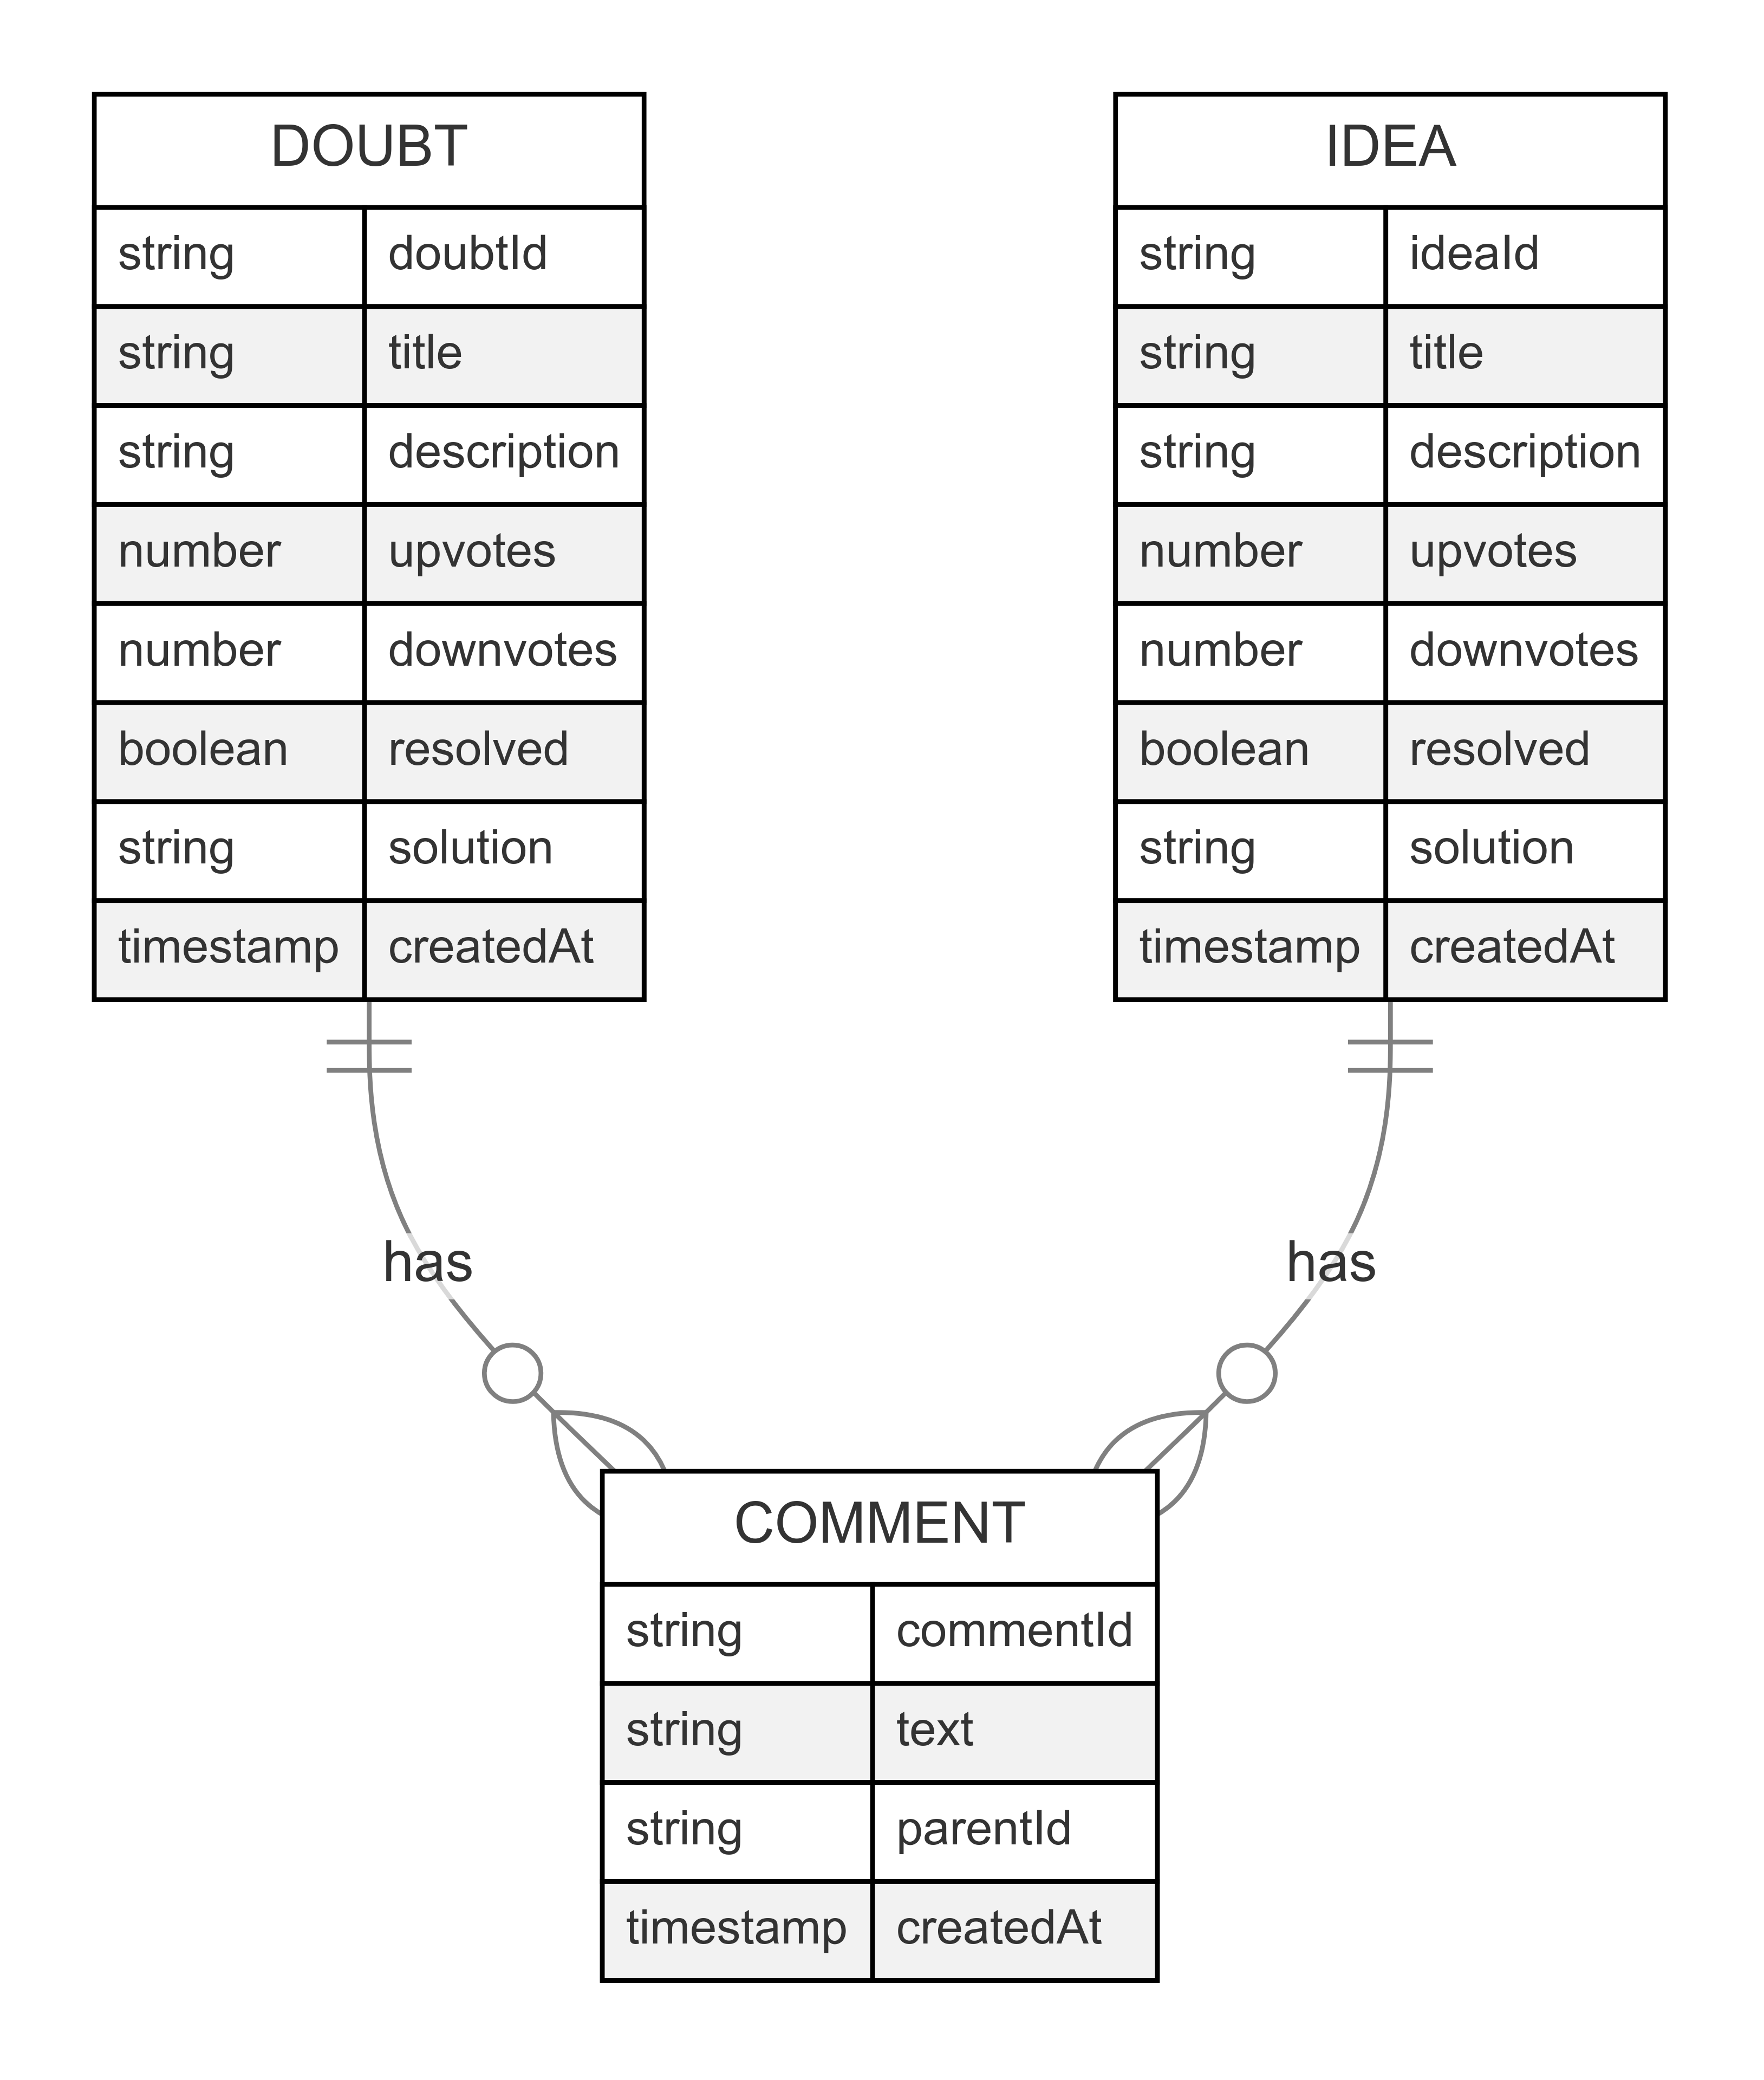 DOUBT
string doubtId
string title
string description
number upvotes
number downvotes
boolean resolved
string solution
timestamp createdAt
IDEA
string ideaId
string title
string description
number upvotes
number downvotes
boolean resolved
string solution
timestamp createdAt
has
has
COMMENT
string commentId
string text
string parentId
timestamp createdAt